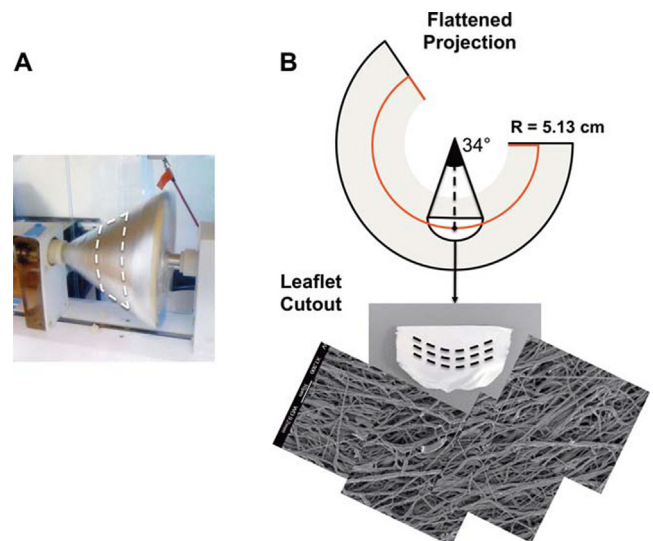 A
B
Flattened
Projection
R = 5.13 cm
34°
Leaflet
Cutout